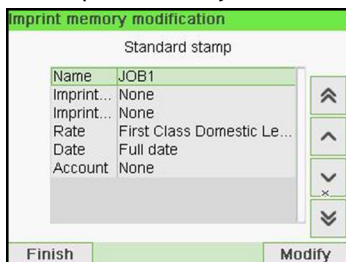 Imprint memory modification
Standard stamp
Name JOB1
Imprint... None
Imprint... None
Rate First Class Domestic Le...
Date Full date
Account None
Finish Modify